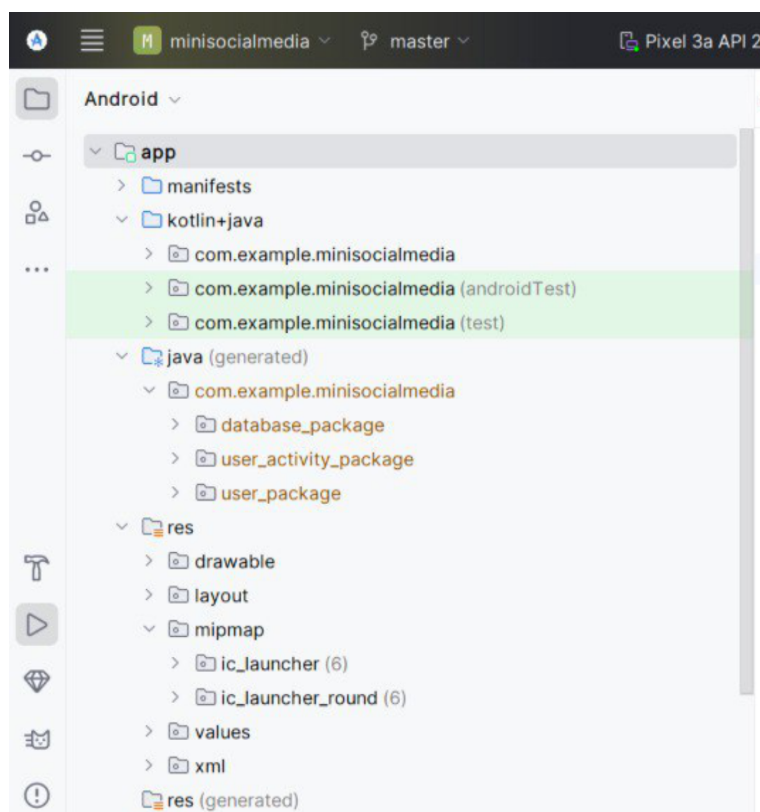 M minisocialmedia master Pixel 3a API 2
Android
app
manifests
kotlin+java
com.example.minisocialmedia
com.example.minisocialmedia (androidTest)
com.example.minisocialmedia (test)
java (generated)
com.example.minisocialmedia
database_package
user_activity_package
user_package
res
drawable
layout
mipmap
ic_launcher (6)
ic_launcher_round (6)
values
xml
res (generated)